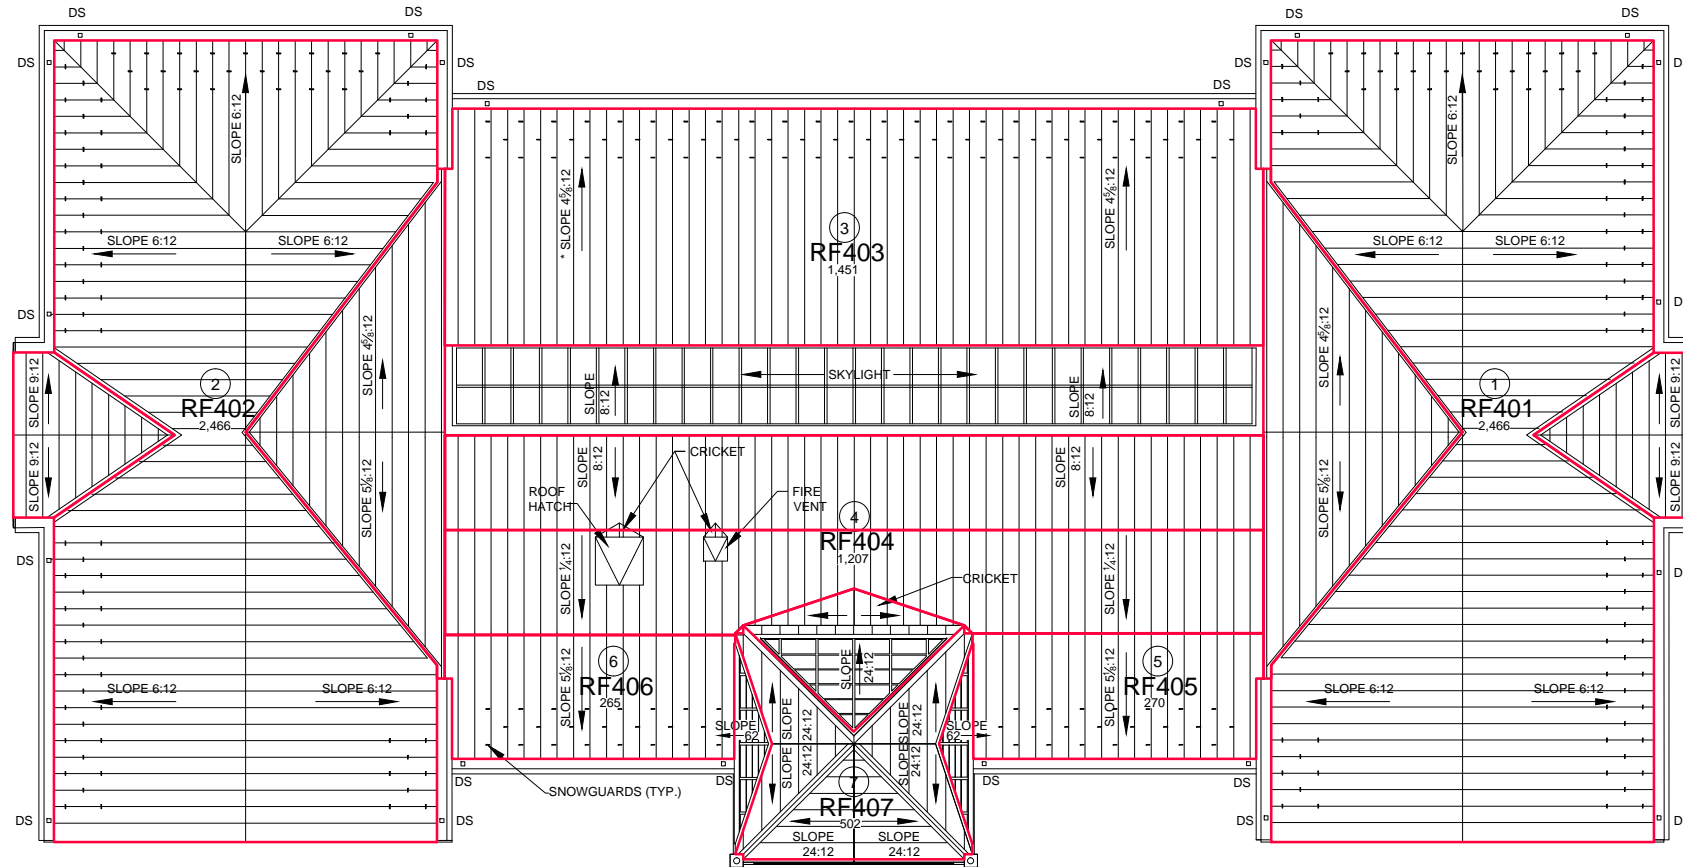 DS
DS
DS
DS
DS
DS
DS
DS
DS
D
DS
DS
SLOPE 6:12
SLOPE 6:12
SLOPE 6:12
SLOPE 6:12
SLOPE 6:12
SLOPE 6:12
* SLOPE 4⅝:12
SLOPE 4⅝:12
3
RF403
1,451
DS
DS
D
SLOPE 4⅝:12
SLOPE 4⅝:12
SLOPE 9:12
SLOPE 9:12
2
RF402
2,466
SLOPE 8:12
SKYLIGHT
SLOPE 8:12
1
RF401
2,466
SLOPE 9:12
SLOPE 9:12
SLOPE 5⅛:12
SLOPE 5⅛:12
SLOPE 8:12
CRICKET
SLOPE 8:12
ROOF
HATCH
FIRE
VENT
4
RF404
1,207
DS
D
SLOPE ¼:12
SLOPE ¼:12
CRICKET
SLOPE 5⅛:12
6
RF406
265
SLOPE 24:12
SLOPE 5⅛:12
5
RF405
270
SLOPE 6:12
SLOPE 6:12
SLOPE 6:12
SLOPE 6:12
SLOPE
62
SLOPE 24:12
SLOPE 24:12
SLOPE 24:12
SLOPE 24:12
SLOPE
62
7
RF407
502
SLOPE
24:12
SLOPE
24:12
SNOWGUARDS (TYP.)
DS
DS
DS
DS
DS
DS
D